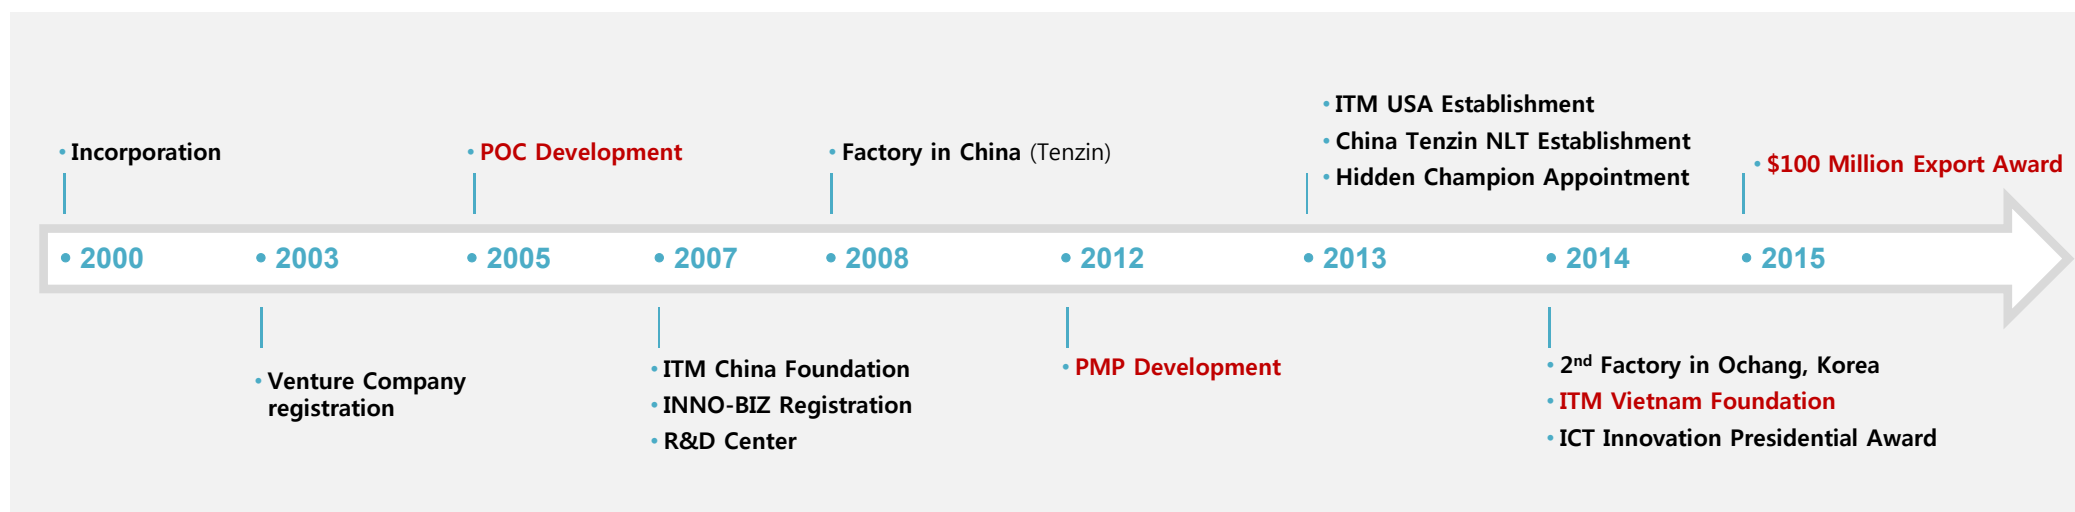 • ITM USA Establishment
• China Tenzin NLT Establishment
• Hidden Champion Appointment
• Incorporation
• POC Development
• Factory in China (Tenzin)
• $100 Million Export Award
• 2000
• 2003
• 2005
• 2007
• 2008
• 2012
• 2013
• 2014
• 2015
• Venture Company
registration
• ITM China Foundation
• INNO-BIZ Registration
• R&D Center
• PMP Development
• 2nd Factory in Ochang, Korea
• ITM Vietnam Foundation
• ICT Innovation Presidential Award